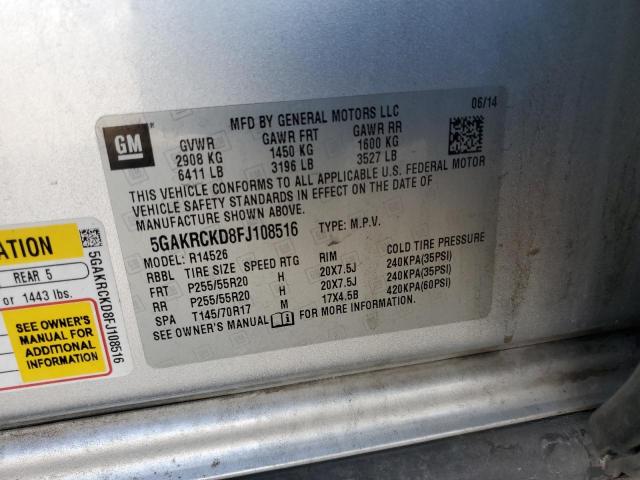 GM
MFD BY GENERAL MOTORS LLC
06/14
GVWR GAWR FRT GAWR RR
2908 KG 1450 KG 1600 KG
6411 LB 3196 LB 3527 LB
THIS VEHICLE CONFORMS TO ALL APPLICABLE U.S. FEDERAL MOTOR
VEHICLE SAFETY STANDARDS IN EFFECT ON THE DATE OF
MANUFACTURE SHOWN ABOVE.
5GAKRCKD8FJ108516 TYPE: M.P.V.
MODEL: R14526
RBBL TIRE SIZE SPEED RTG RIM COLD TIRE PRESSURE
FRT P255/55R20 H 20X7.5J 240KPA(35PSI)
RR P255/55R20 H 20X7.5J 240KPA(35PSI)
SPA T145/70R17 M 17X4.5B 420KPA(60PSI)
SEE OWNER'S MANUAL FOR MORE INFORMATION.
ATION
REAR 5
or 1443 lbs.
SEE OWNER'S
MANUAL FOR
ADDITIONAL
INFORMATION
5GAKRCKD8FJ108516